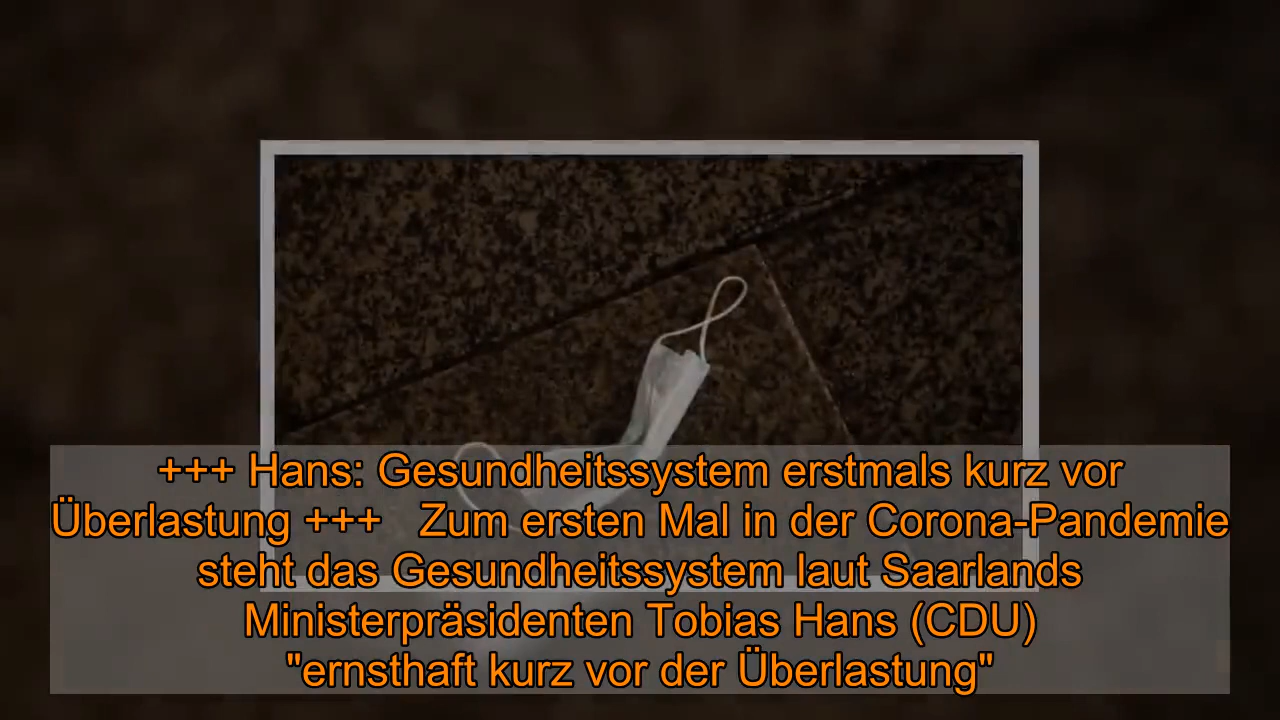 +++ Hans: Gesundheitssystem erstmals kurz vor
Überlastung +++   Zum ersten Mal in der Corona-Pandemie
steht das Gesundheitssystem laut Saarlands
Ministerpräsidenten Tobias Hans (CDU)
"ernsthaft kurz vor der Überlastung"